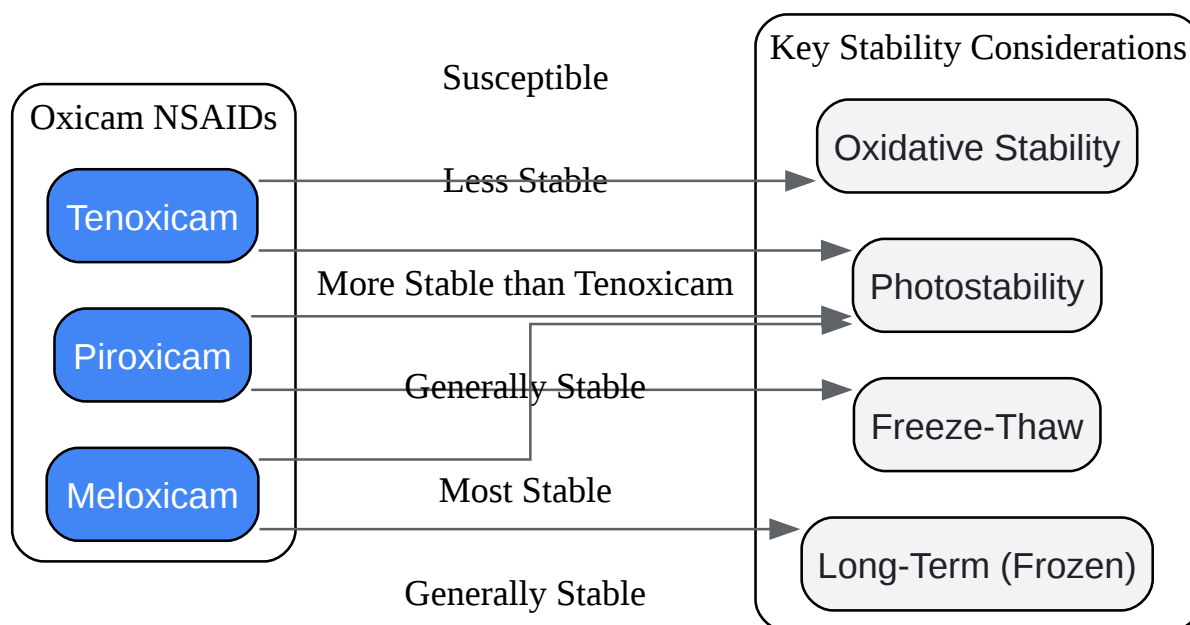 Oxicam NSAIDs
Tenoxicam
Piroxicam
Meloxicam
Susceptible
Less Stable
More Stable than Tenoxicam
Generally Stable
Most Stable
Generally Stable
Key Stability Considerations
Oxidative Stability
Photostability
Freeze-Thaw
Long-Term (Frozen)